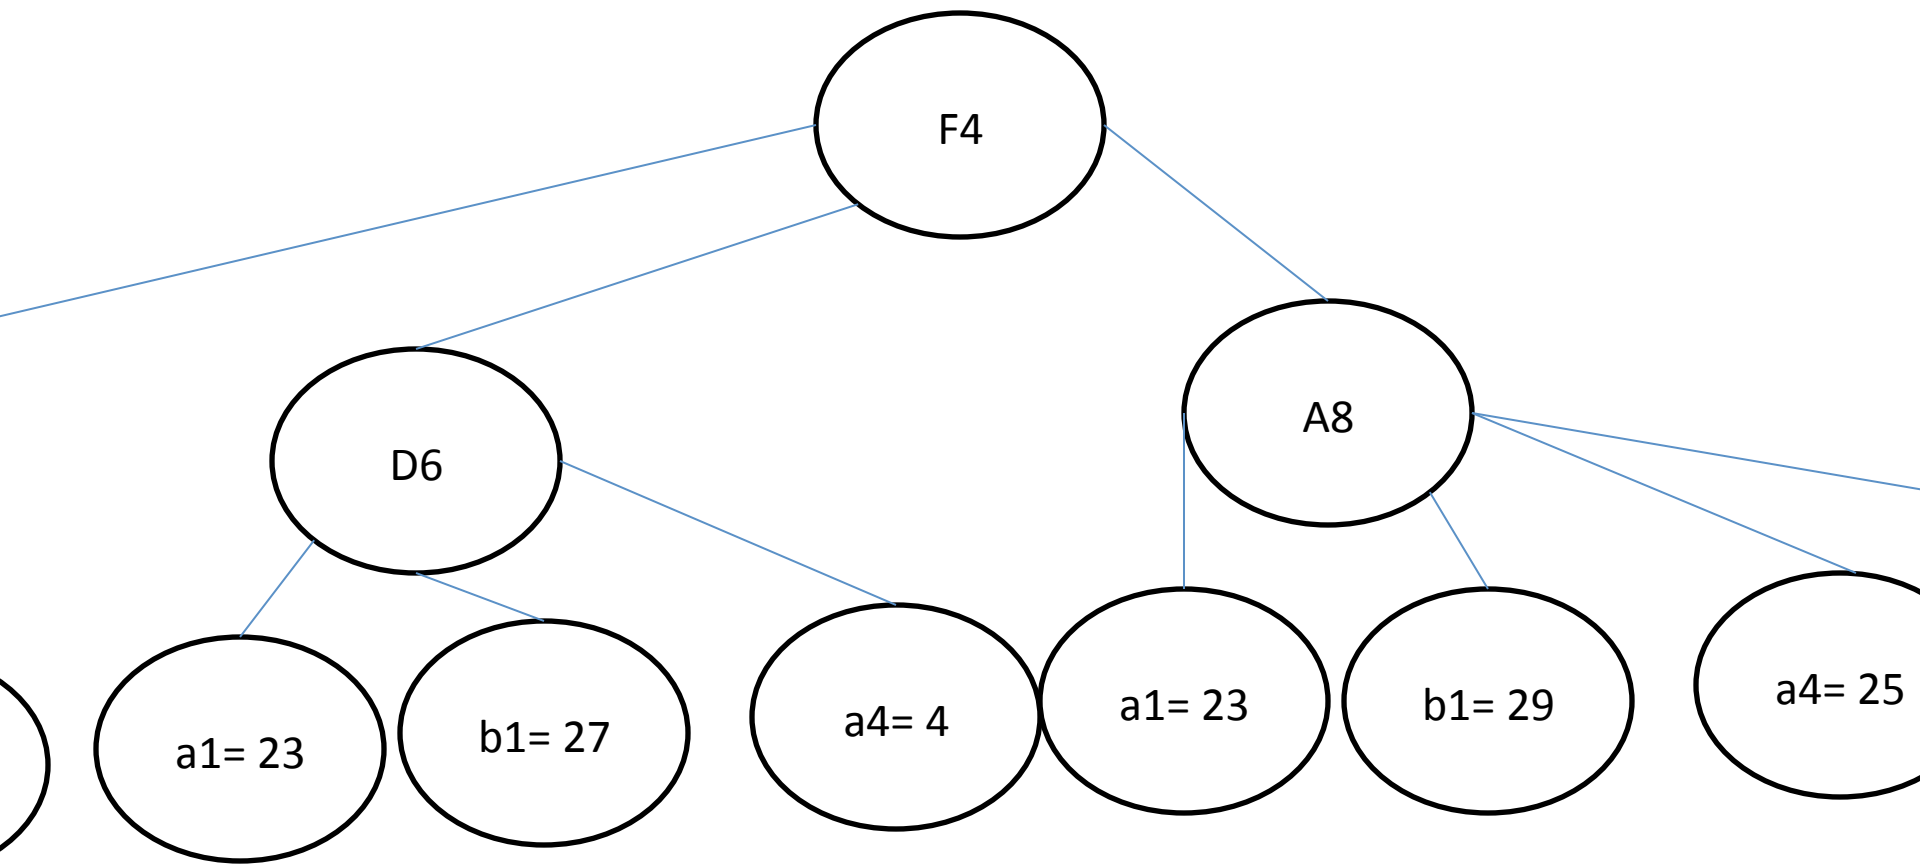 F4
D6
A8
a1= 23
b1= 27
a4= 4
a1= 23
b1= 29
a4= 25